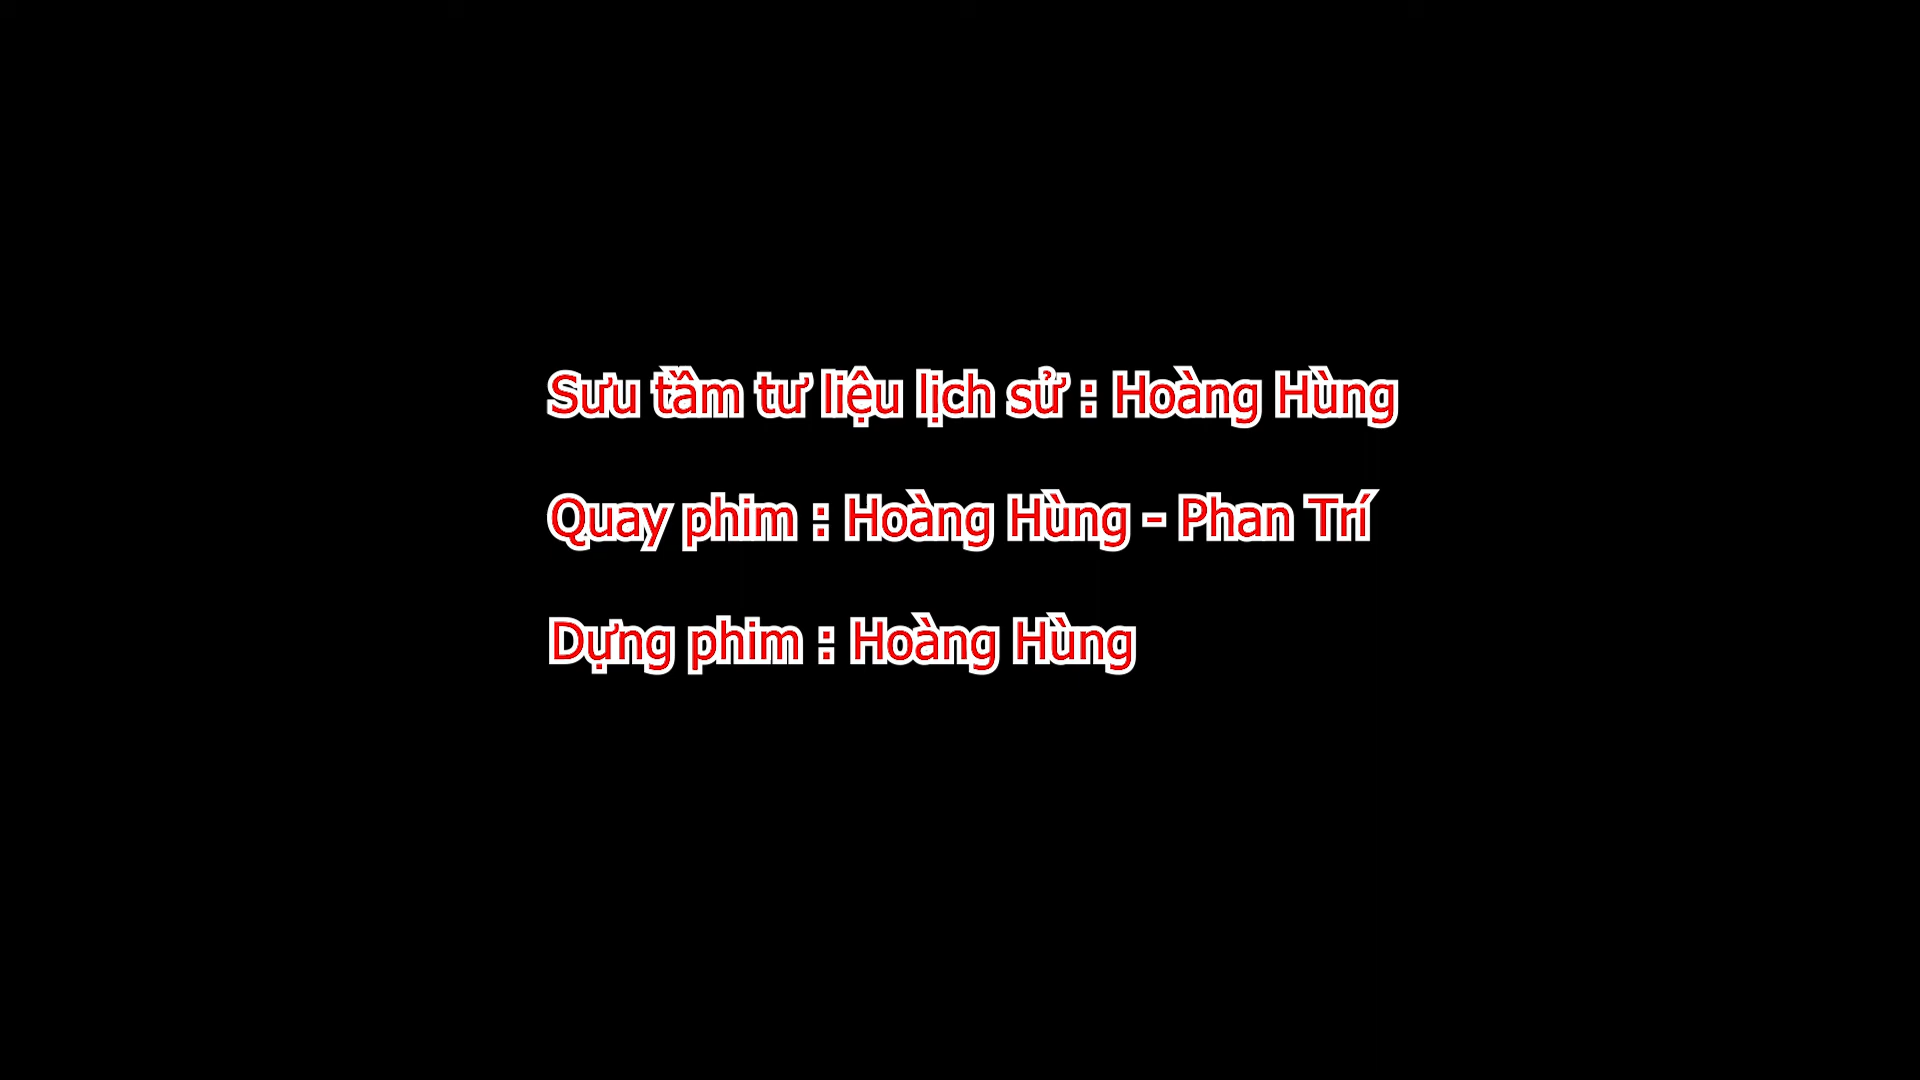 Sưu tầm tư liệu lịch sử : Hoàng Hùng
Quay phim : Hoàng Hùng - Phan Trí
Dựng phim : Hoàng Hùng